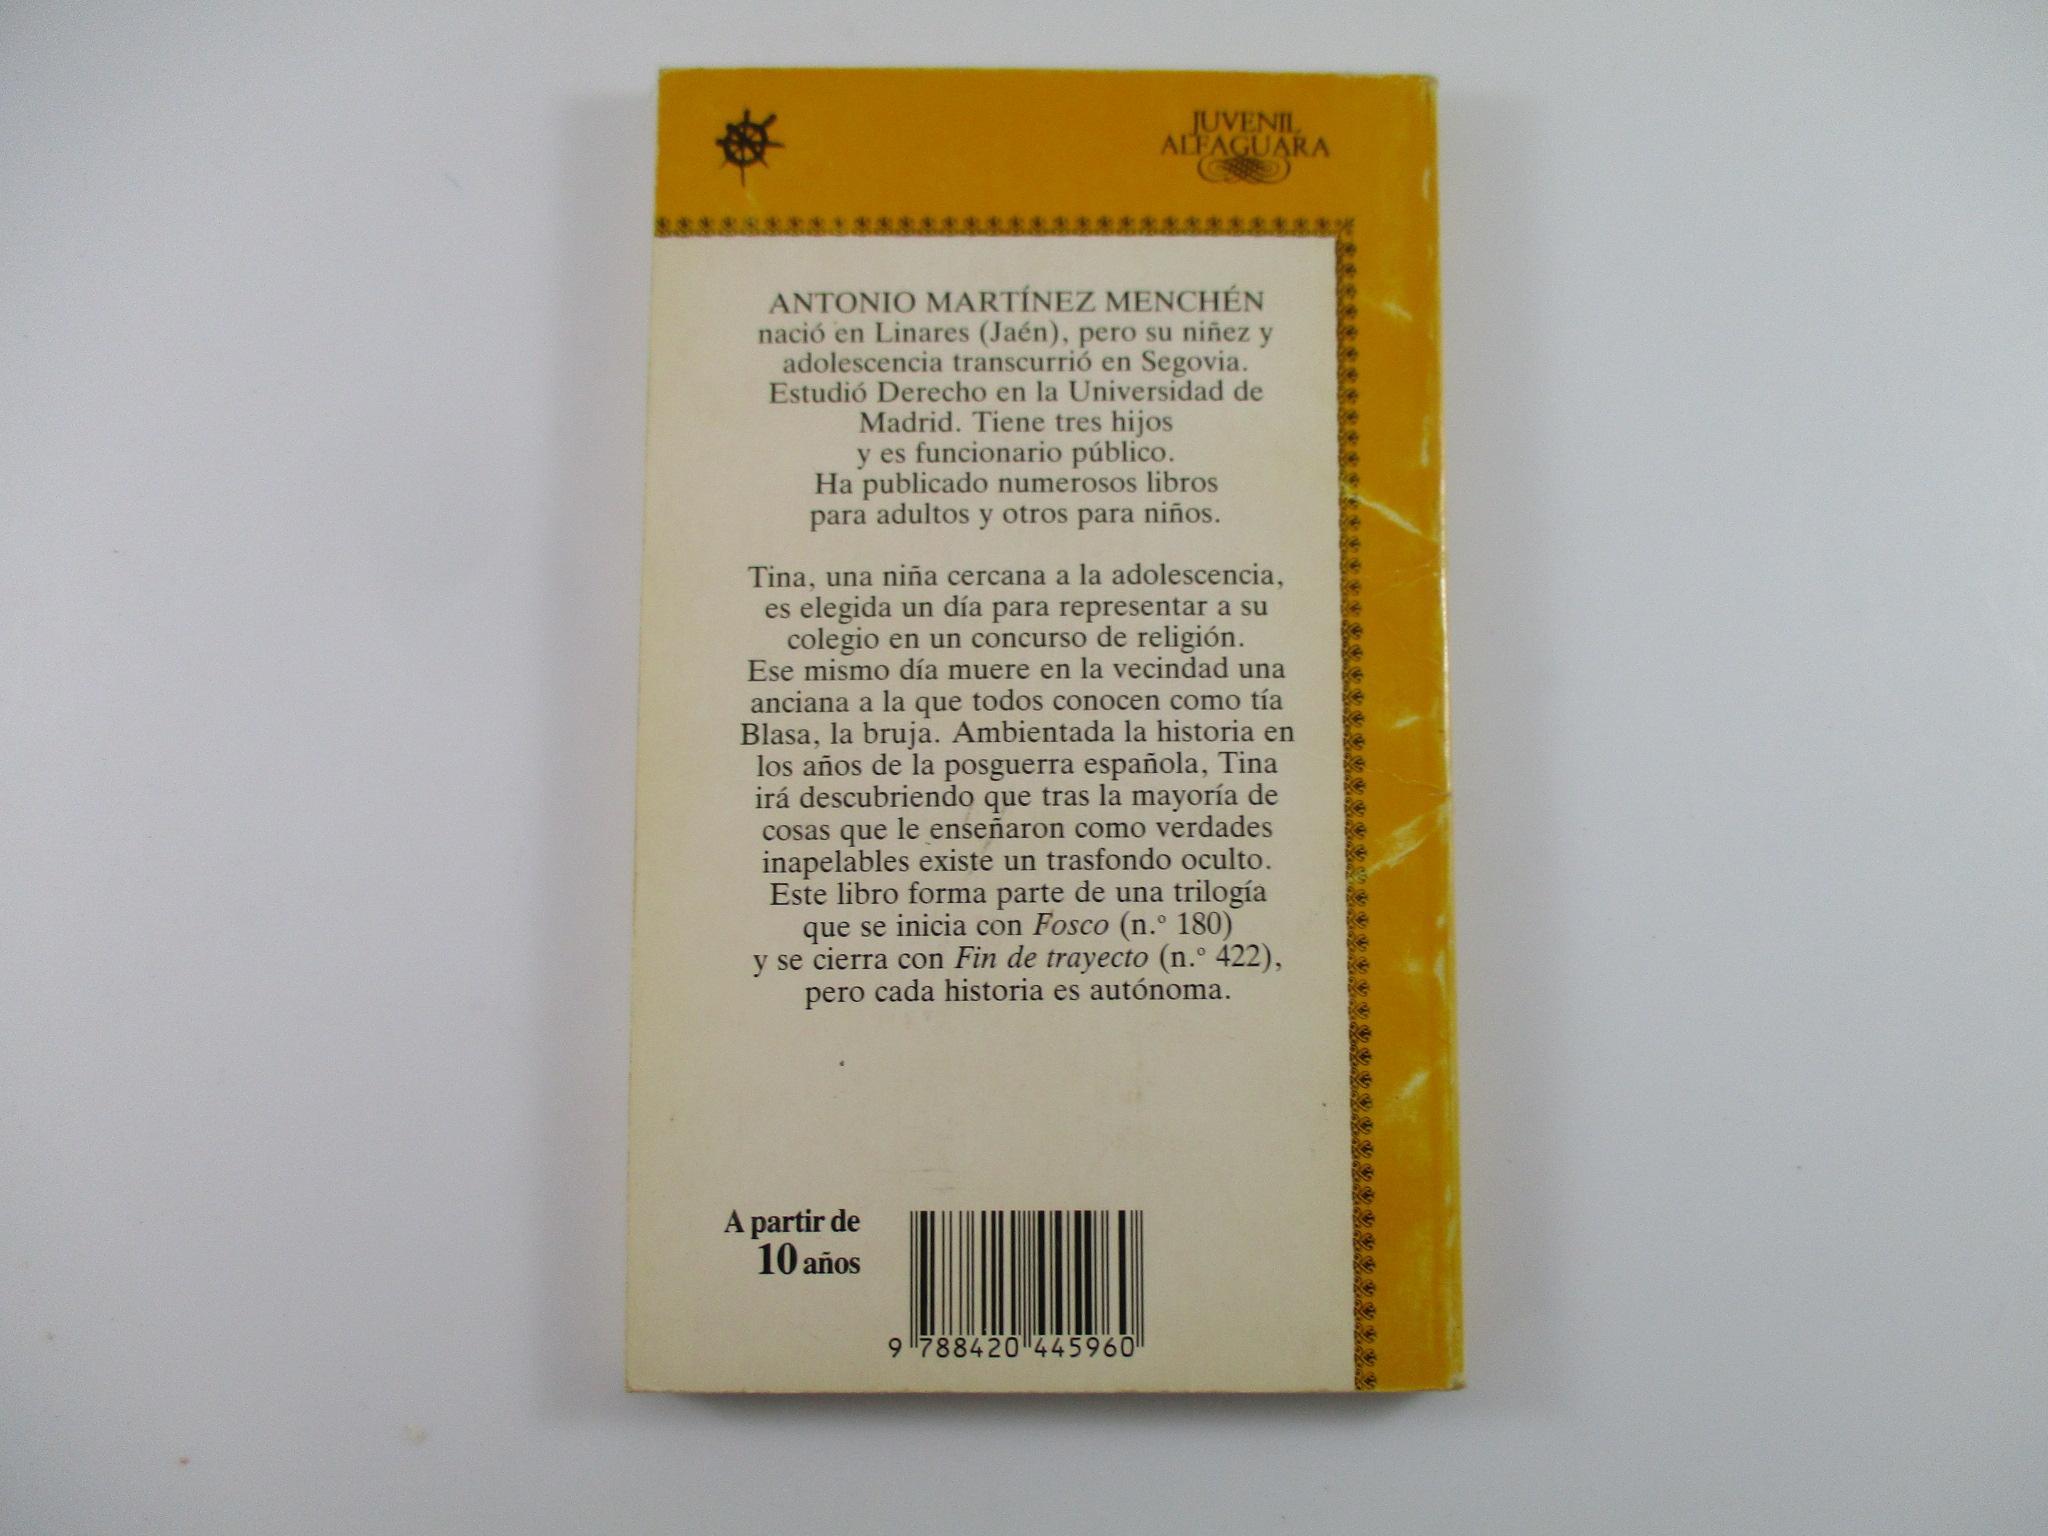 JUVENIL
ALFAGUARA
ANTONIO MARTÍNEZ MENCHÉN
nació en Linares (Jaén), pero su niñez y
adolescencia transcurrió en Segovia.
Estudió Derecho en la Universidad de
Madrid. Tiene tres hijos
y es funcionario público.
Ha publicado numerosos libros
para adultos y otros para niños.
Tina, una niña cercana a la adolescencia,
es elegida un día para representar a su
colegio en un concurso de religión.
Ese mismo día muere en la vecindad una
anciana a la que todos conocen como tía
Blasa, la bruja. Ambientada la historia en
los años de la posguerra española, Tina
irá descubriendo que tras la mayoría de
cosas que le enseñaron como verdades
inapelables existe un trasfondo oculto.
Este libro forma parte de una trilogía
que se inicia con Fosco (n.º 180)
y se cierra con Fin de trayecto (n.º 422),
pero cada historia es autónoma.
A partir de
10 años
9 788420 445960